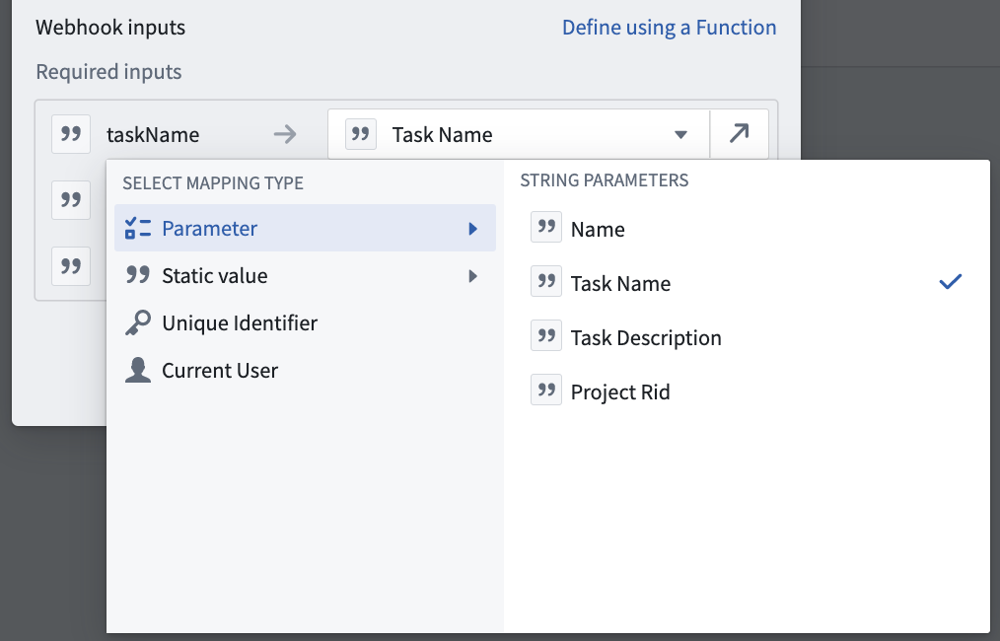 Webhook inputs
Define using a Function
Required inputs
taskName
Task Name
SELECT MAPPING TYPE
Parameter
Static value
Unique Identifier
Current User
STRING PARAMETERS
Name
Task Name
Task Description
Project Rid